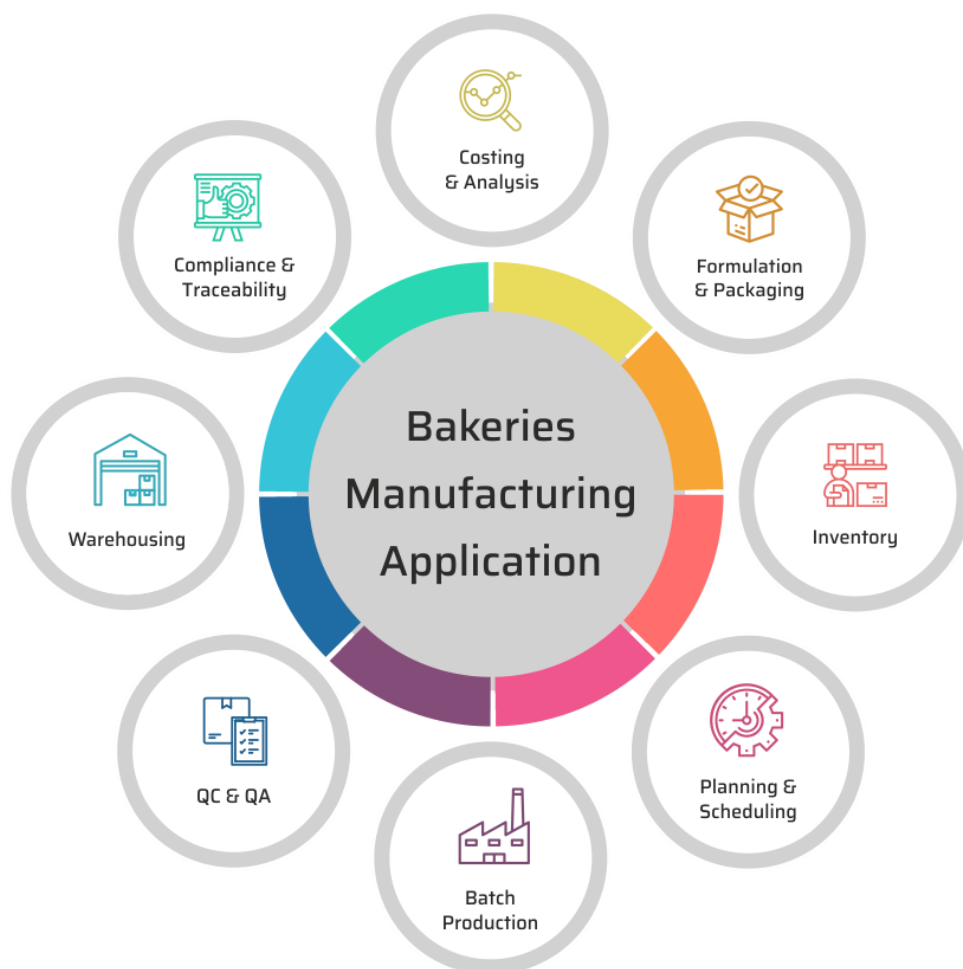 Costing
& Analysis
Compliance &
Traceability
Formulation
& Packaging
Bakeries
Manufacturing
Application
Warehousing
Inventory
QC & QA
Planning &
Scheduling
Batch
Production